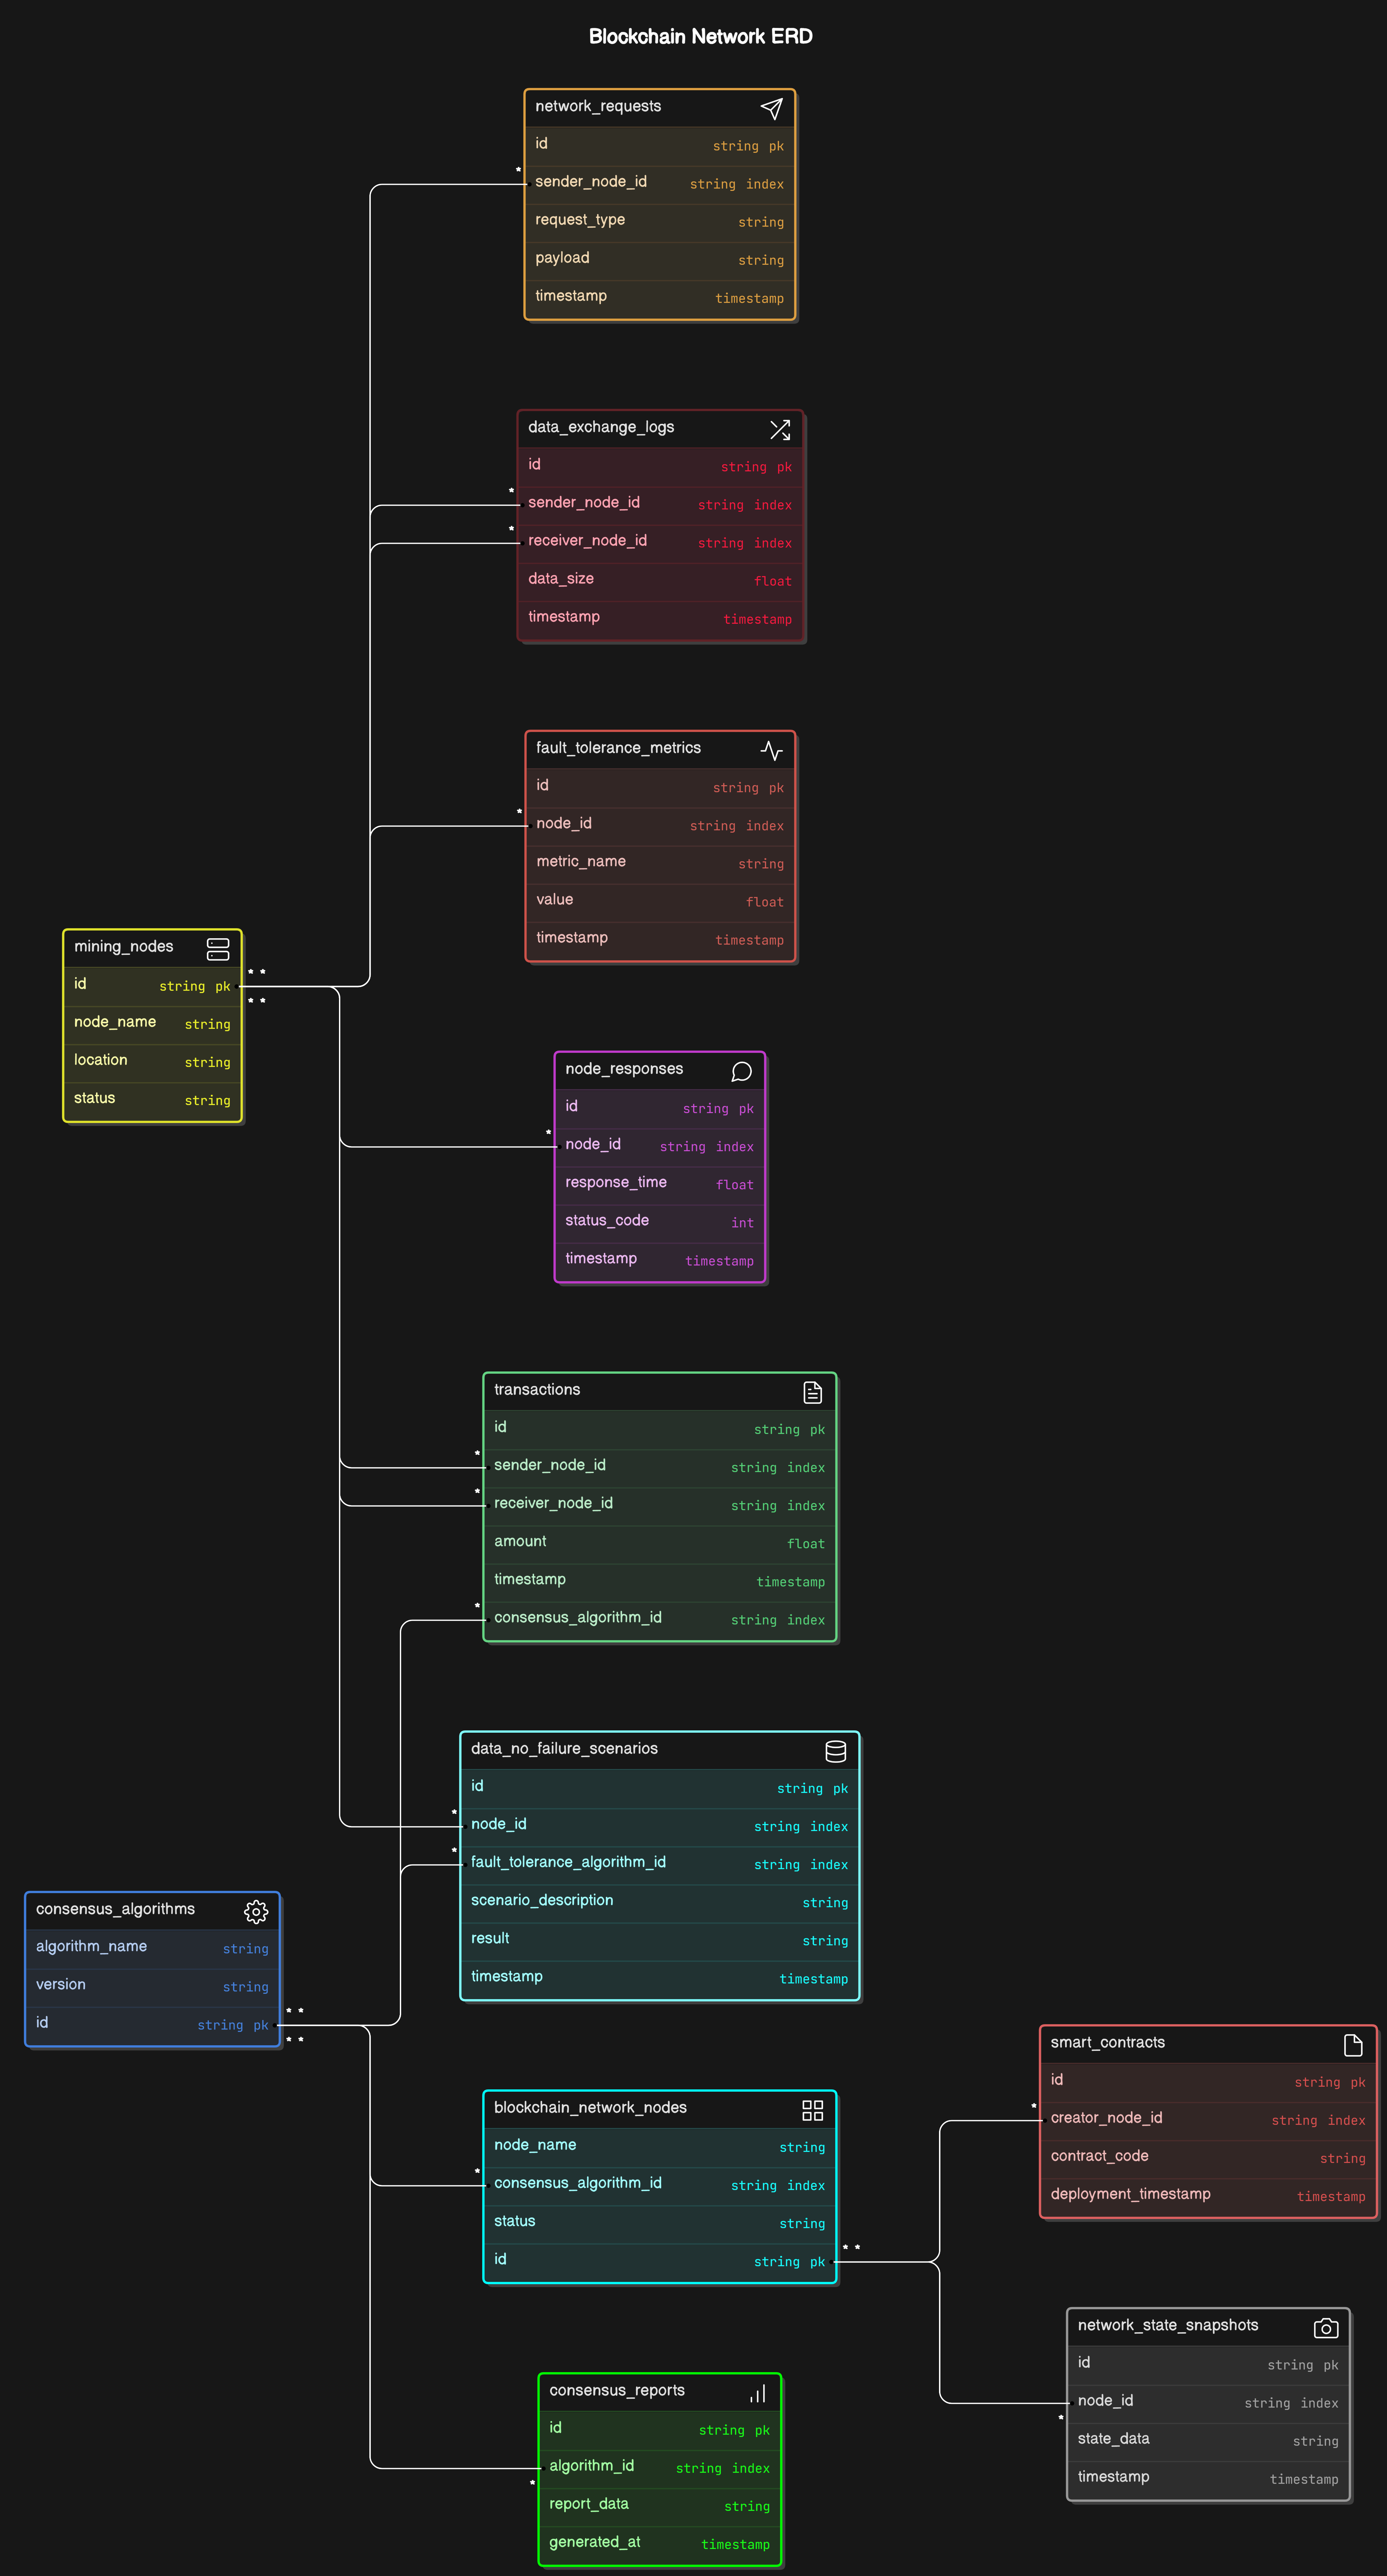 Blockchain Network ERD
network_requests
id string pk
*
sender_node_id string index
request_type string
payload string
timestamp timestamp
data_exchange_logs
id string pk
*
sender_node_id string index
*
receiver_node_id string index
data_size float
timestamp timestamp
fault_tolerance_metrics
id string pk
*
node_id string index
metric_name string
value float
timestamp timestamp
mining_nodes
* *
id string pk
* *
node_name string
location string
status string
node_responses
id string pk
*
node_id string index
response_time float
status_code int
timestamp timestamp
transactions
id string pk
*
sender_node_id string index
*
receiver_node_id string index
amount float
timestamp timestamp
*
consensus_algorithm_id string index
data_no_failure_scenarios
id string pk
*
node_id string index
*
fault_tolerance_algorithm_id string index
scenario_description string
result string
timestamp timestamp
consensus_algorithms
algorithm_name string
version string
* *
id string pk
* *
blockchain_network_nodes
node_name string
*
consensus_algorithm_id string index
status string
* *
id string pk
smart_contracts
id string pk
*
creator_node_id string index
contract_code string
deployment_timestamp timestamp
network_state_snapshots
id string pk
node_id string index
*
state_data string
timestamp timestamp
consensus_reports
id string pk
algorithm_id string index
*
report_data string
generated_at timestamp